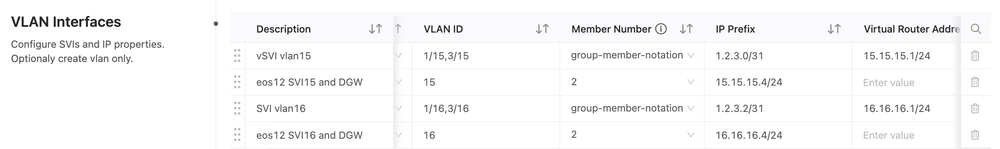 VLAN Interfaces
Configure SVIs and IP properties.
Optionaly create vlan only.
Description VLAN ID Member Number IP Prefix Virtual Router Addre
vSVI vlan15 1/15,3/15 group-member-notation 1.2.3.0/31 15.15.15.1/24
eos12 SVI15 and DGW 15 2 15.15.15.4/24 Enter value
SVI vlan16 1/16,3/16 group-member-notation 1.2.3.2/31 16.16.16.1/24
eos12 SVI16 and DGW 16 2 16.16.16.4/24 Enter value